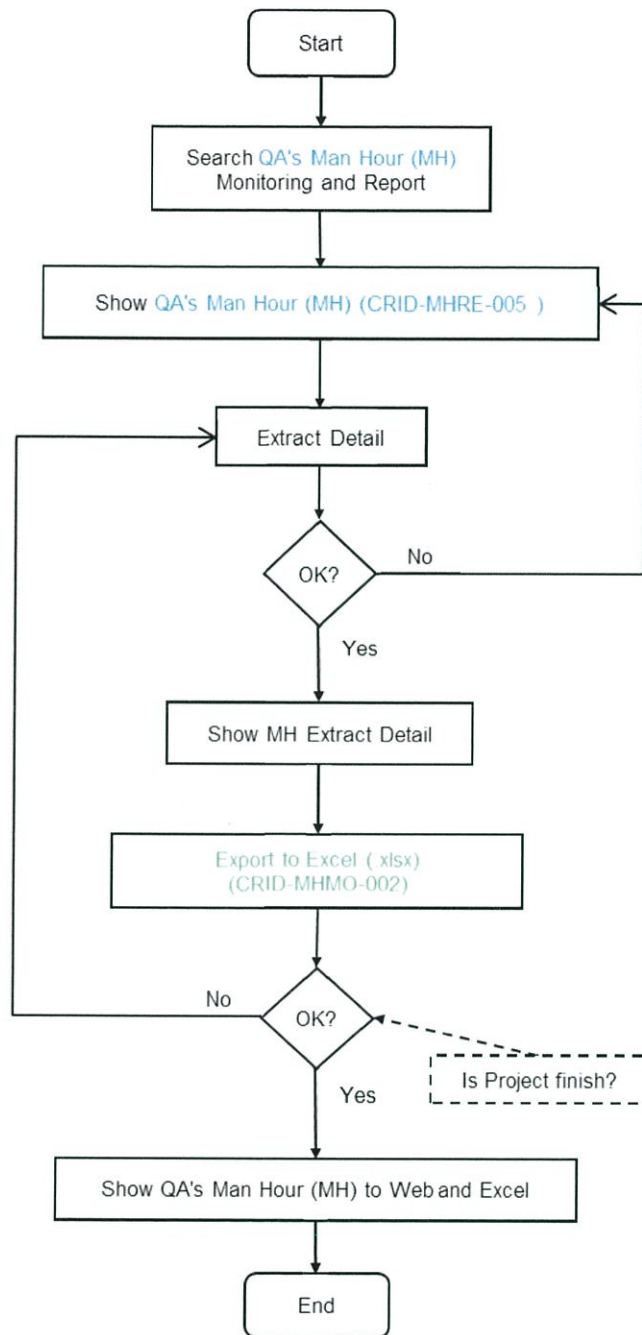 Start
Search QA's Man Hour (MH)
Monitoring and Report
Show QA's Man Hour (MH) (CRID-MHRE-005 )
Extract Detail
OK?
No
Yes
Show MH Extract Detail
Export to Excel ( xlsx)
(CRID-MHMO-002)
No
OK?
Is Project finish?
Yes
Show QA's Man Hour (MH) to Web and Excel
End